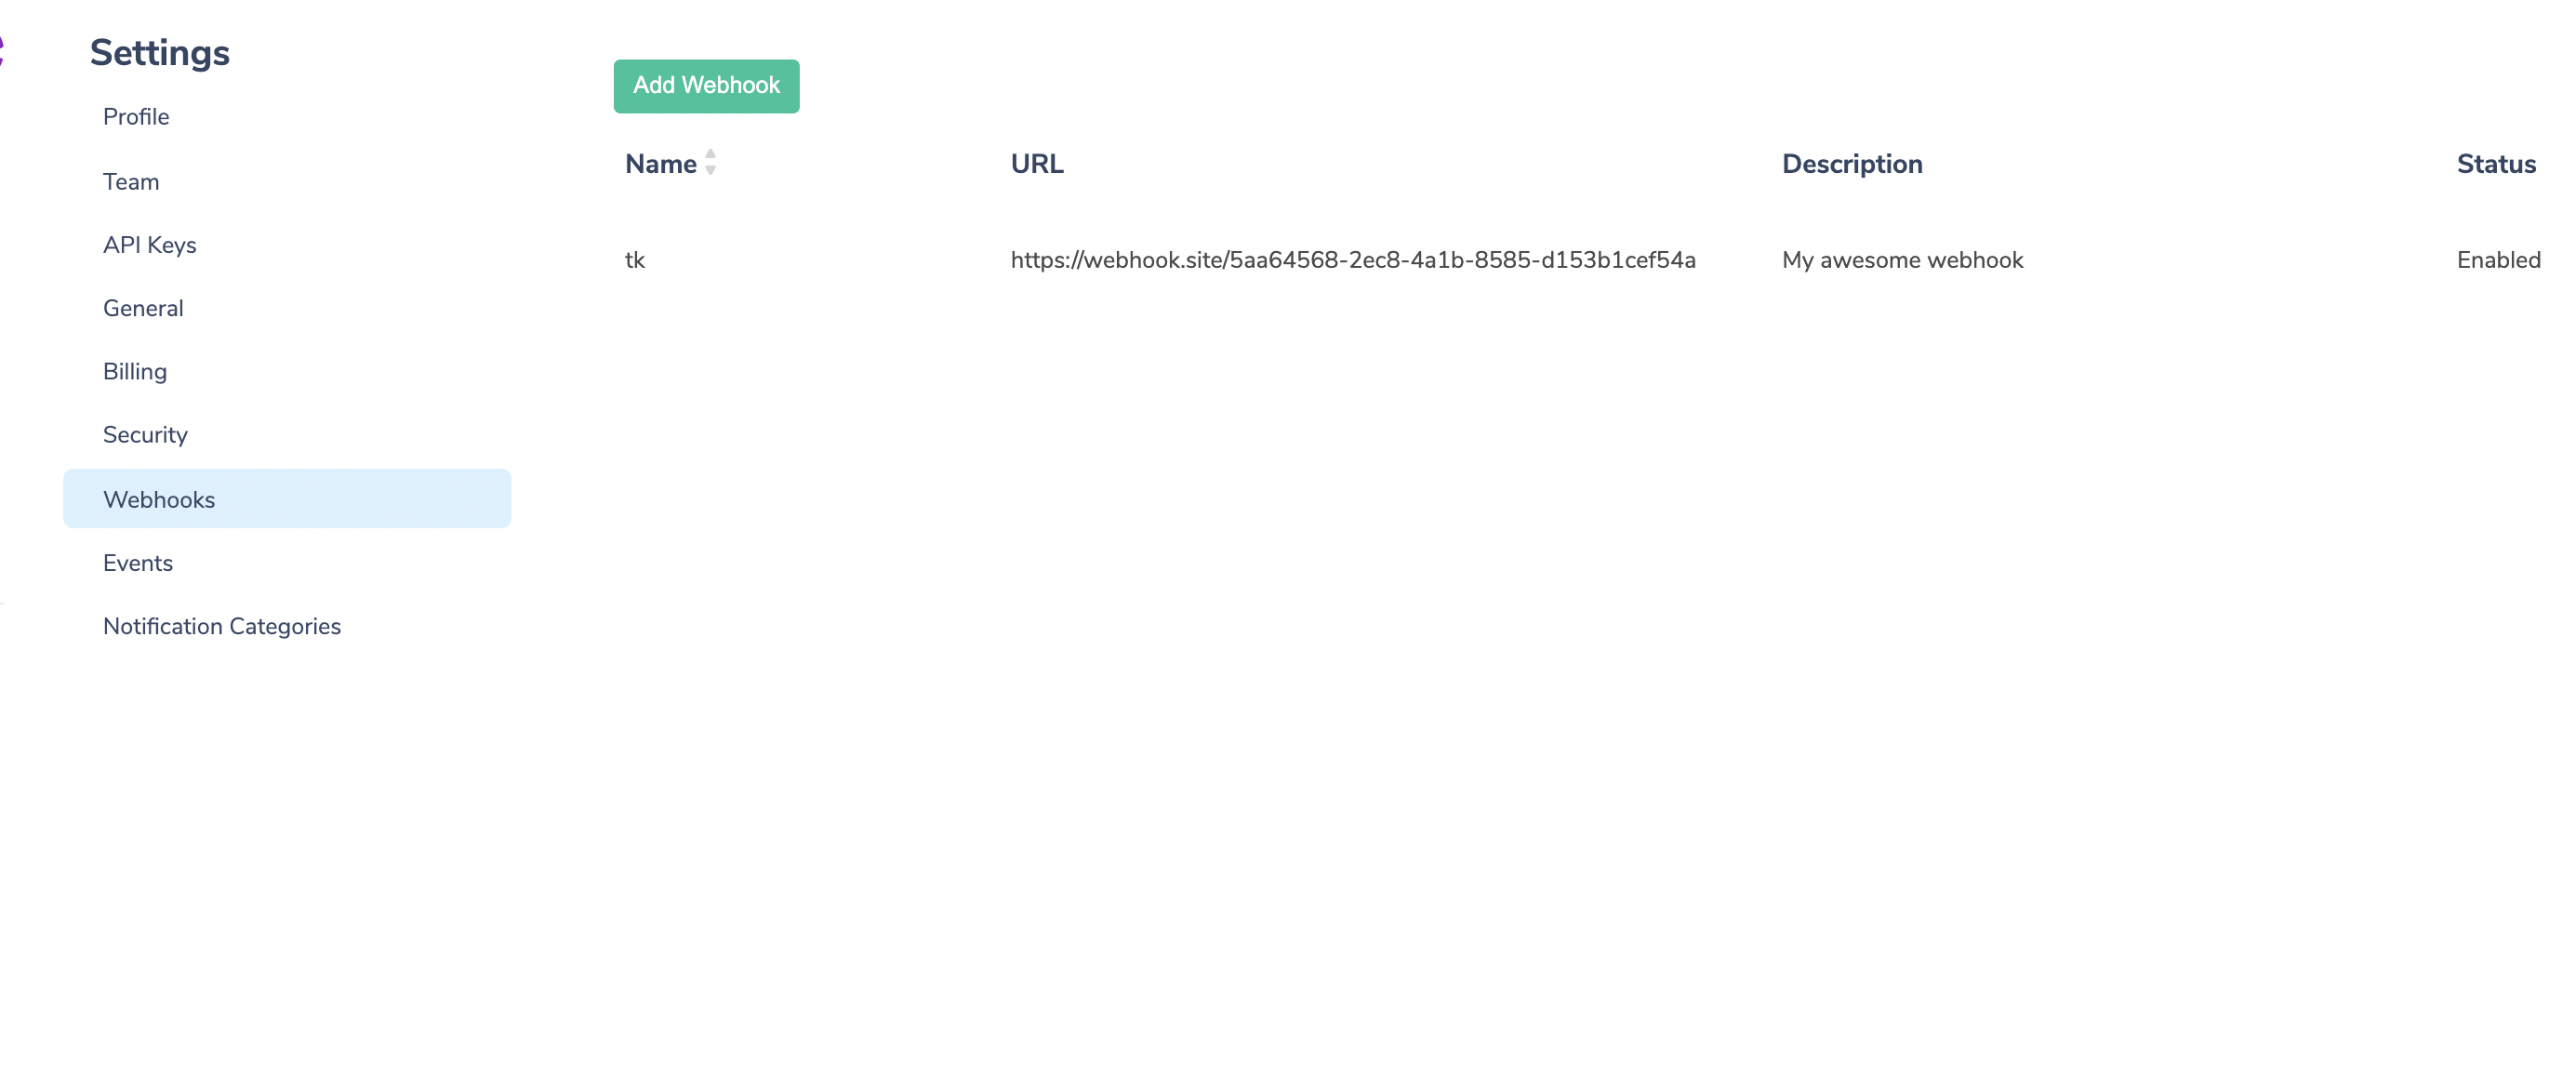 Settings
Profile
Team
API Keys
General
Billing
Security
Webhooks
Events
Notification Categories
Add Webhook
Name URL Description Status
tk https://webhook.site/5aa64568-2ec8-4a1b-8585-d153b1cef54a My awesome webhook Enabled